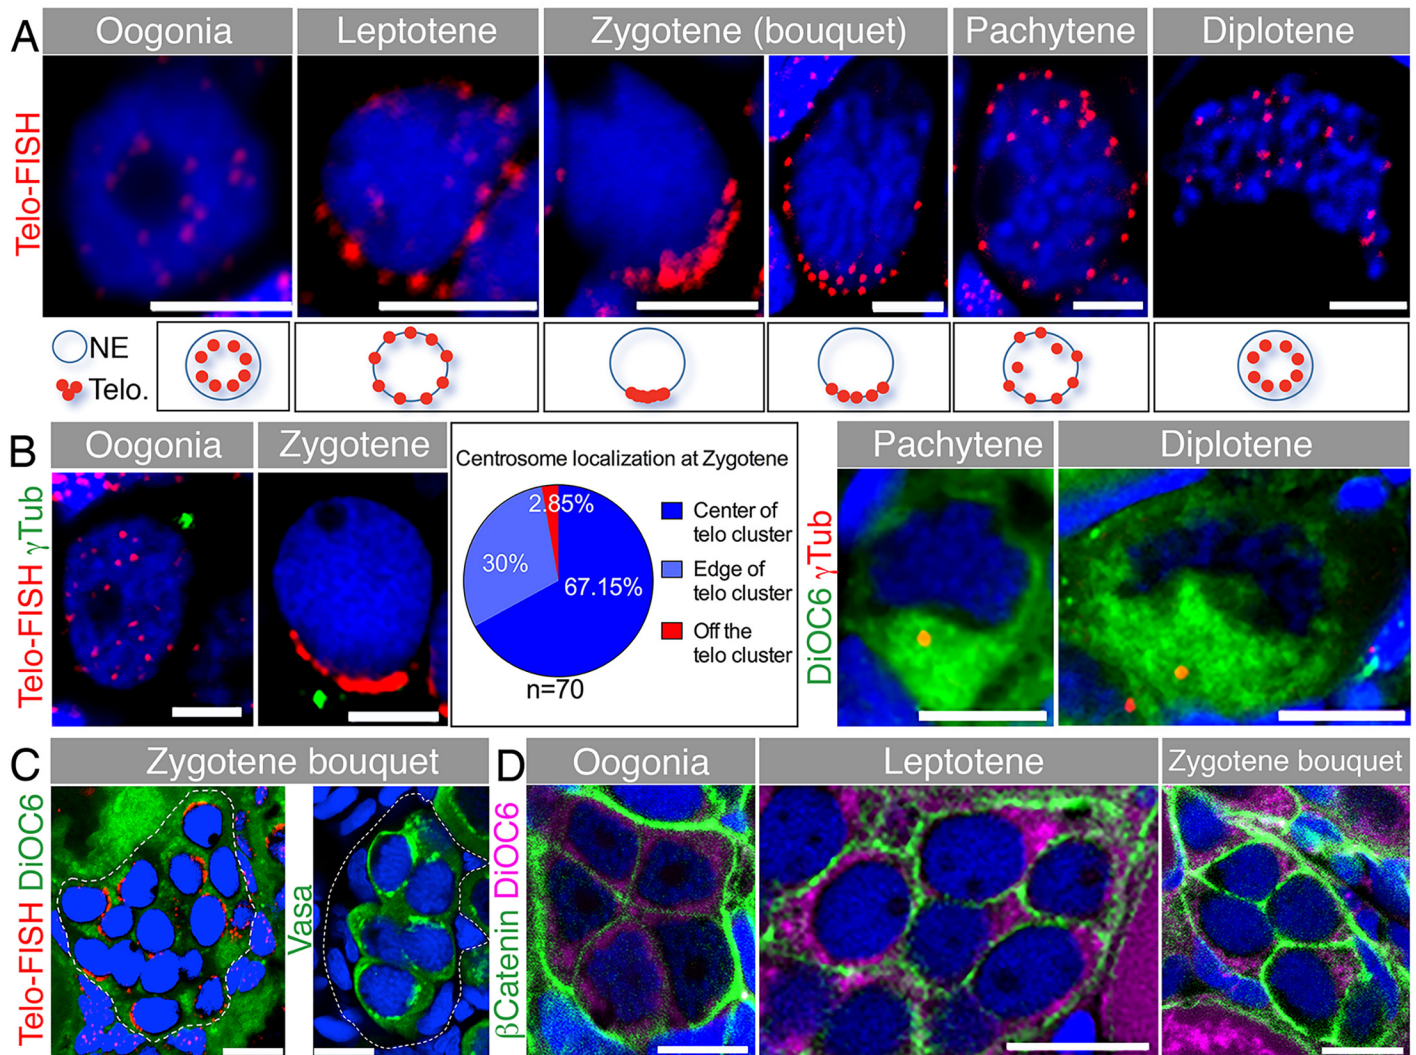 A
Oogonia
Leptotene
Zygotene (bouquet)
Pachytene
Diplotene
Telo-FISH
NE
Telo.
B
Oogonia
Zygotene
Telo-FISH γTub
Centrosome localization at Zygotene
2.85%
30%
67.15%
Center of
telo cluster
Edge of
telo cluster
Off the
telo cluster
n=70
Pachytene
Diplotene
DiOC6 γTub
C
Zygotene bouquet
Telo-FISH DiOC6
Vasa
D
Oogonia
Leptotene
Zygotene bouquet
βCatenin DiOC6